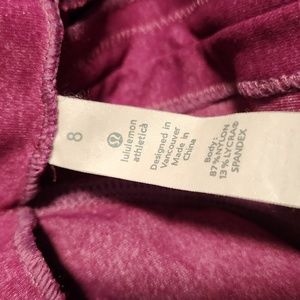 8
lululemon
athletica
Designed in
Vancouver
Made in
China
Body:
87% NYLON
13% LYCRA®
SPANDEX